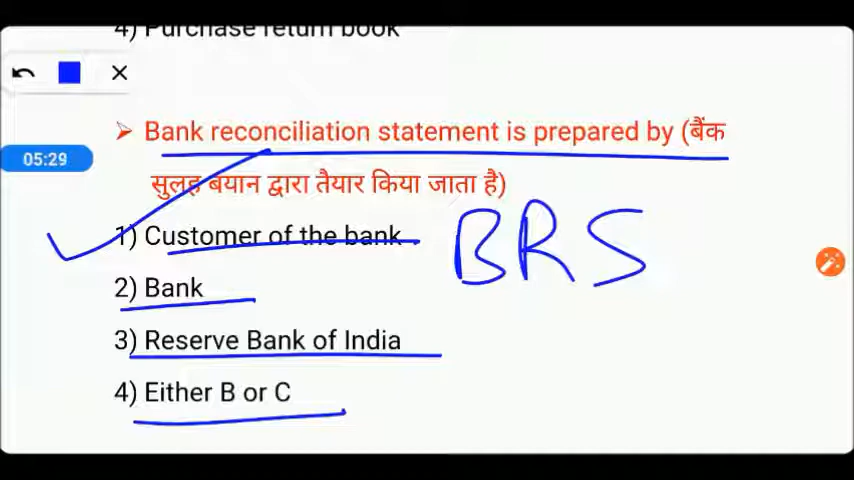 4) Purchase return book
➤ Bank reconciliation statement is prepared by (बैंक
05:29
सुलह बयान द्वारा तैयार किया जाता है)
1) Customer of the bank
BRS
2) Bank
3) Reserve Bank of India
4) Either B or C